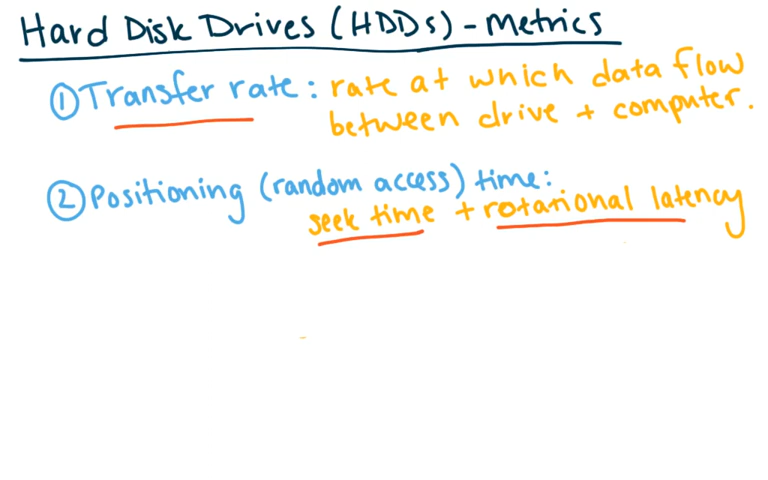 Hard Disk Drives (HDDs) - Metrics
① Transfer rate: rate at which data flow
between drive + computer.
② Positioning (random access) time:
seek time + rotational latency